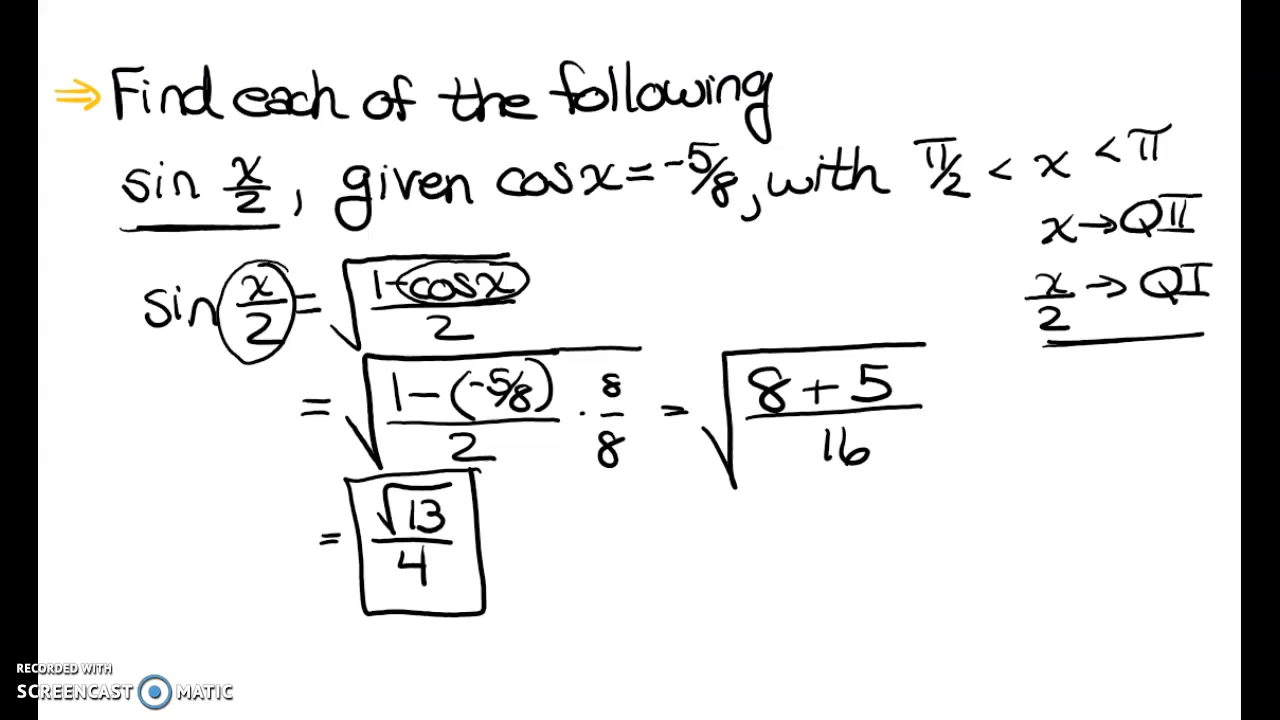 ⇒ Find each of the following
sin x/2, given cos x = -5/8, with π/2 < x < π
x → QII
sin x/2 = √((1 - cos x)/2)
x/2 → QI
= √((1 - (-5/8))/2 · 8/8) = √((8 + 5)/16)
= √13/4
RECORDED WITH
SCREENCAST MATIC